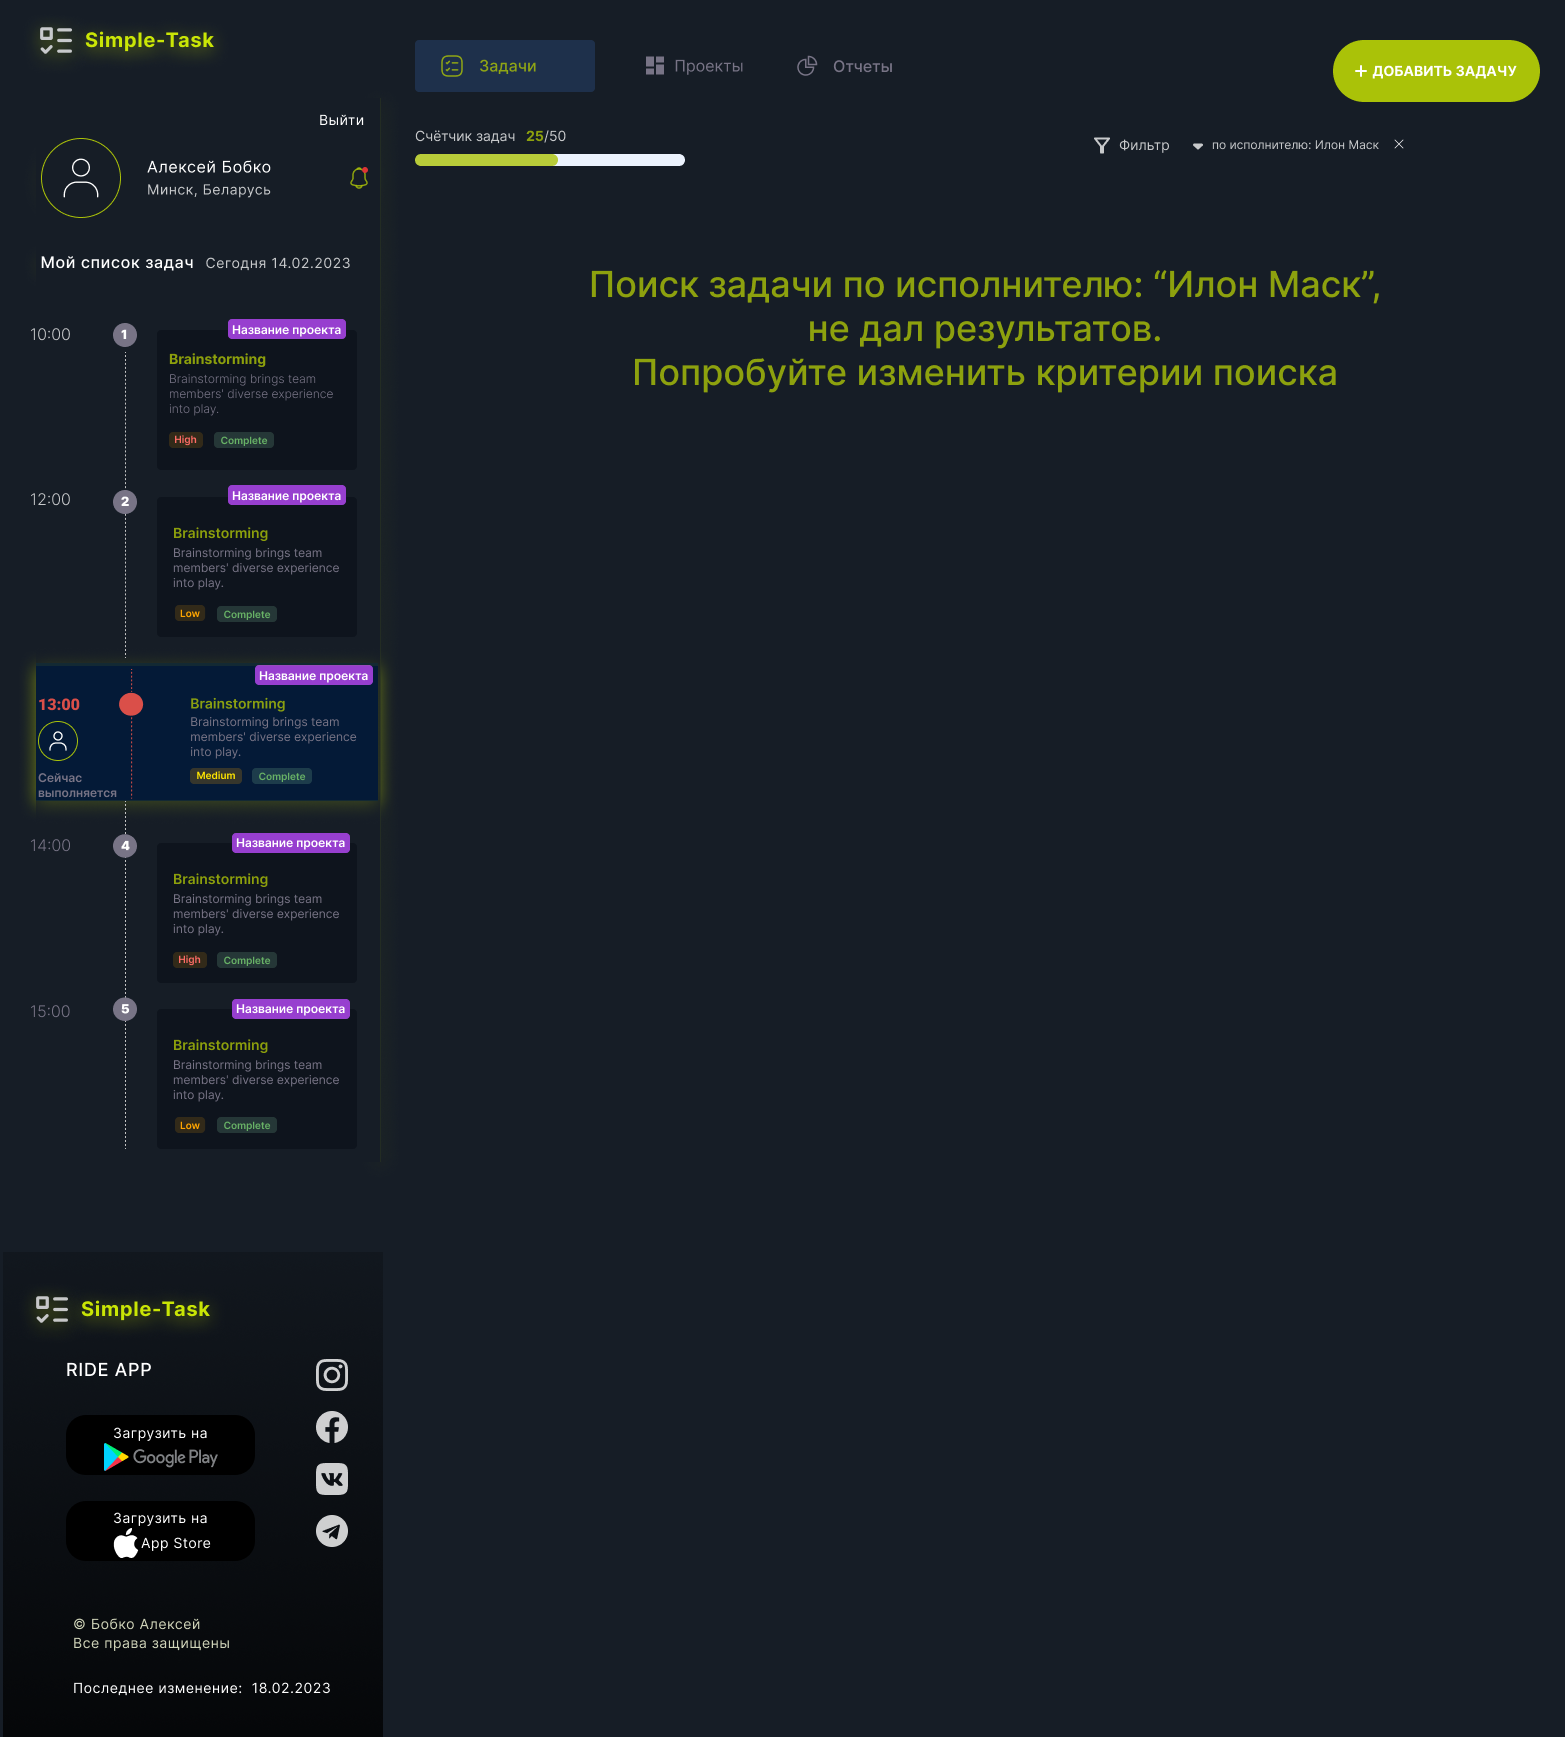 Simple-Task
Задачи
Проекты
Отчеты
ДОБАВИТЬ ЗАДАЧУ
Выйти
Алексей Бобко
Минск, Беларусь
Счётчик задач 25/50
Фильтр
по исполнителю: Илон Маск
Мой список задач Сегодня 14.02.2023
Поиск задачи по исполнителю: “Илон Маск”,
не дал результатов.
Попробуйте изменить критерии поиска
10:00
1
Название проекта
Brainstorming
Brainstorming brings team
members' diverse experience
into play.
High Complete
12:00
2
Название проекта
Brainstorming
Brainstorming brings team
members' diverse experience
into play.
Low Complete
13:00
Сейчас
выполняется
Название проекта
Brainstorming
Brainstorming brings team
members' diverse experience
into play.
Medium Complete
14:00
4
Название проекта
Brainstorming
Brainstorming brings team
members' diverse experience
into play.
High Complete
15:00
5
Название проекта
Brainstorming
Brainstorming brings team
members' diverse experience
into play.
Low Complete
Simple-Task
RIDE APP
Загрузить на
Google Play
Загрузить на
App Store
© Бобко Алексей
Все права защищены
Последнее изменение: 18.02.2023